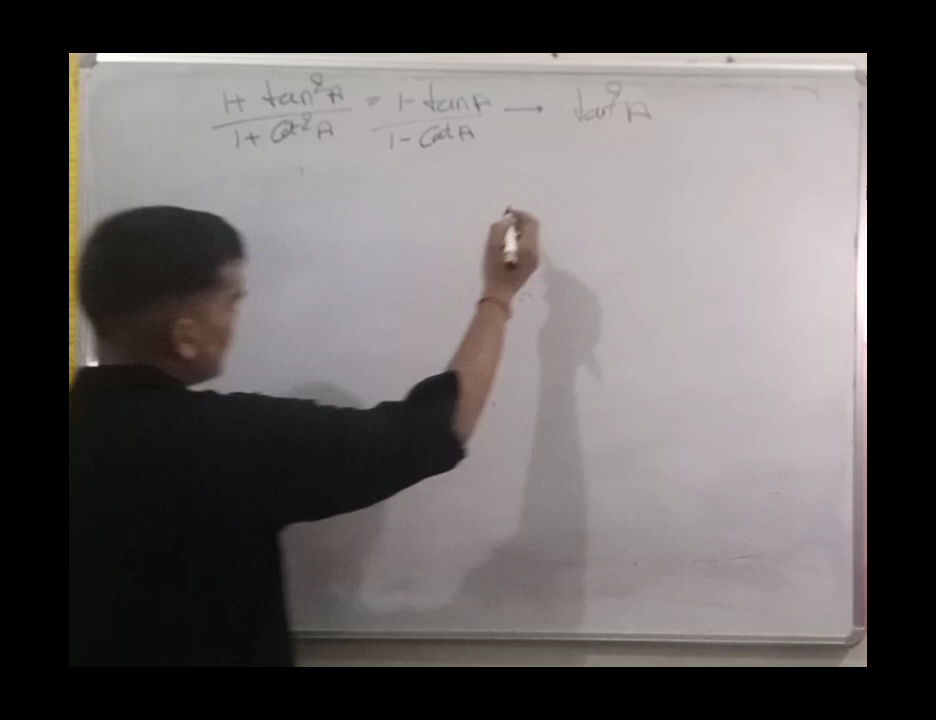 1+ tan²A = 1-tanA → tan²A
1+ Cot²A 1-CotA